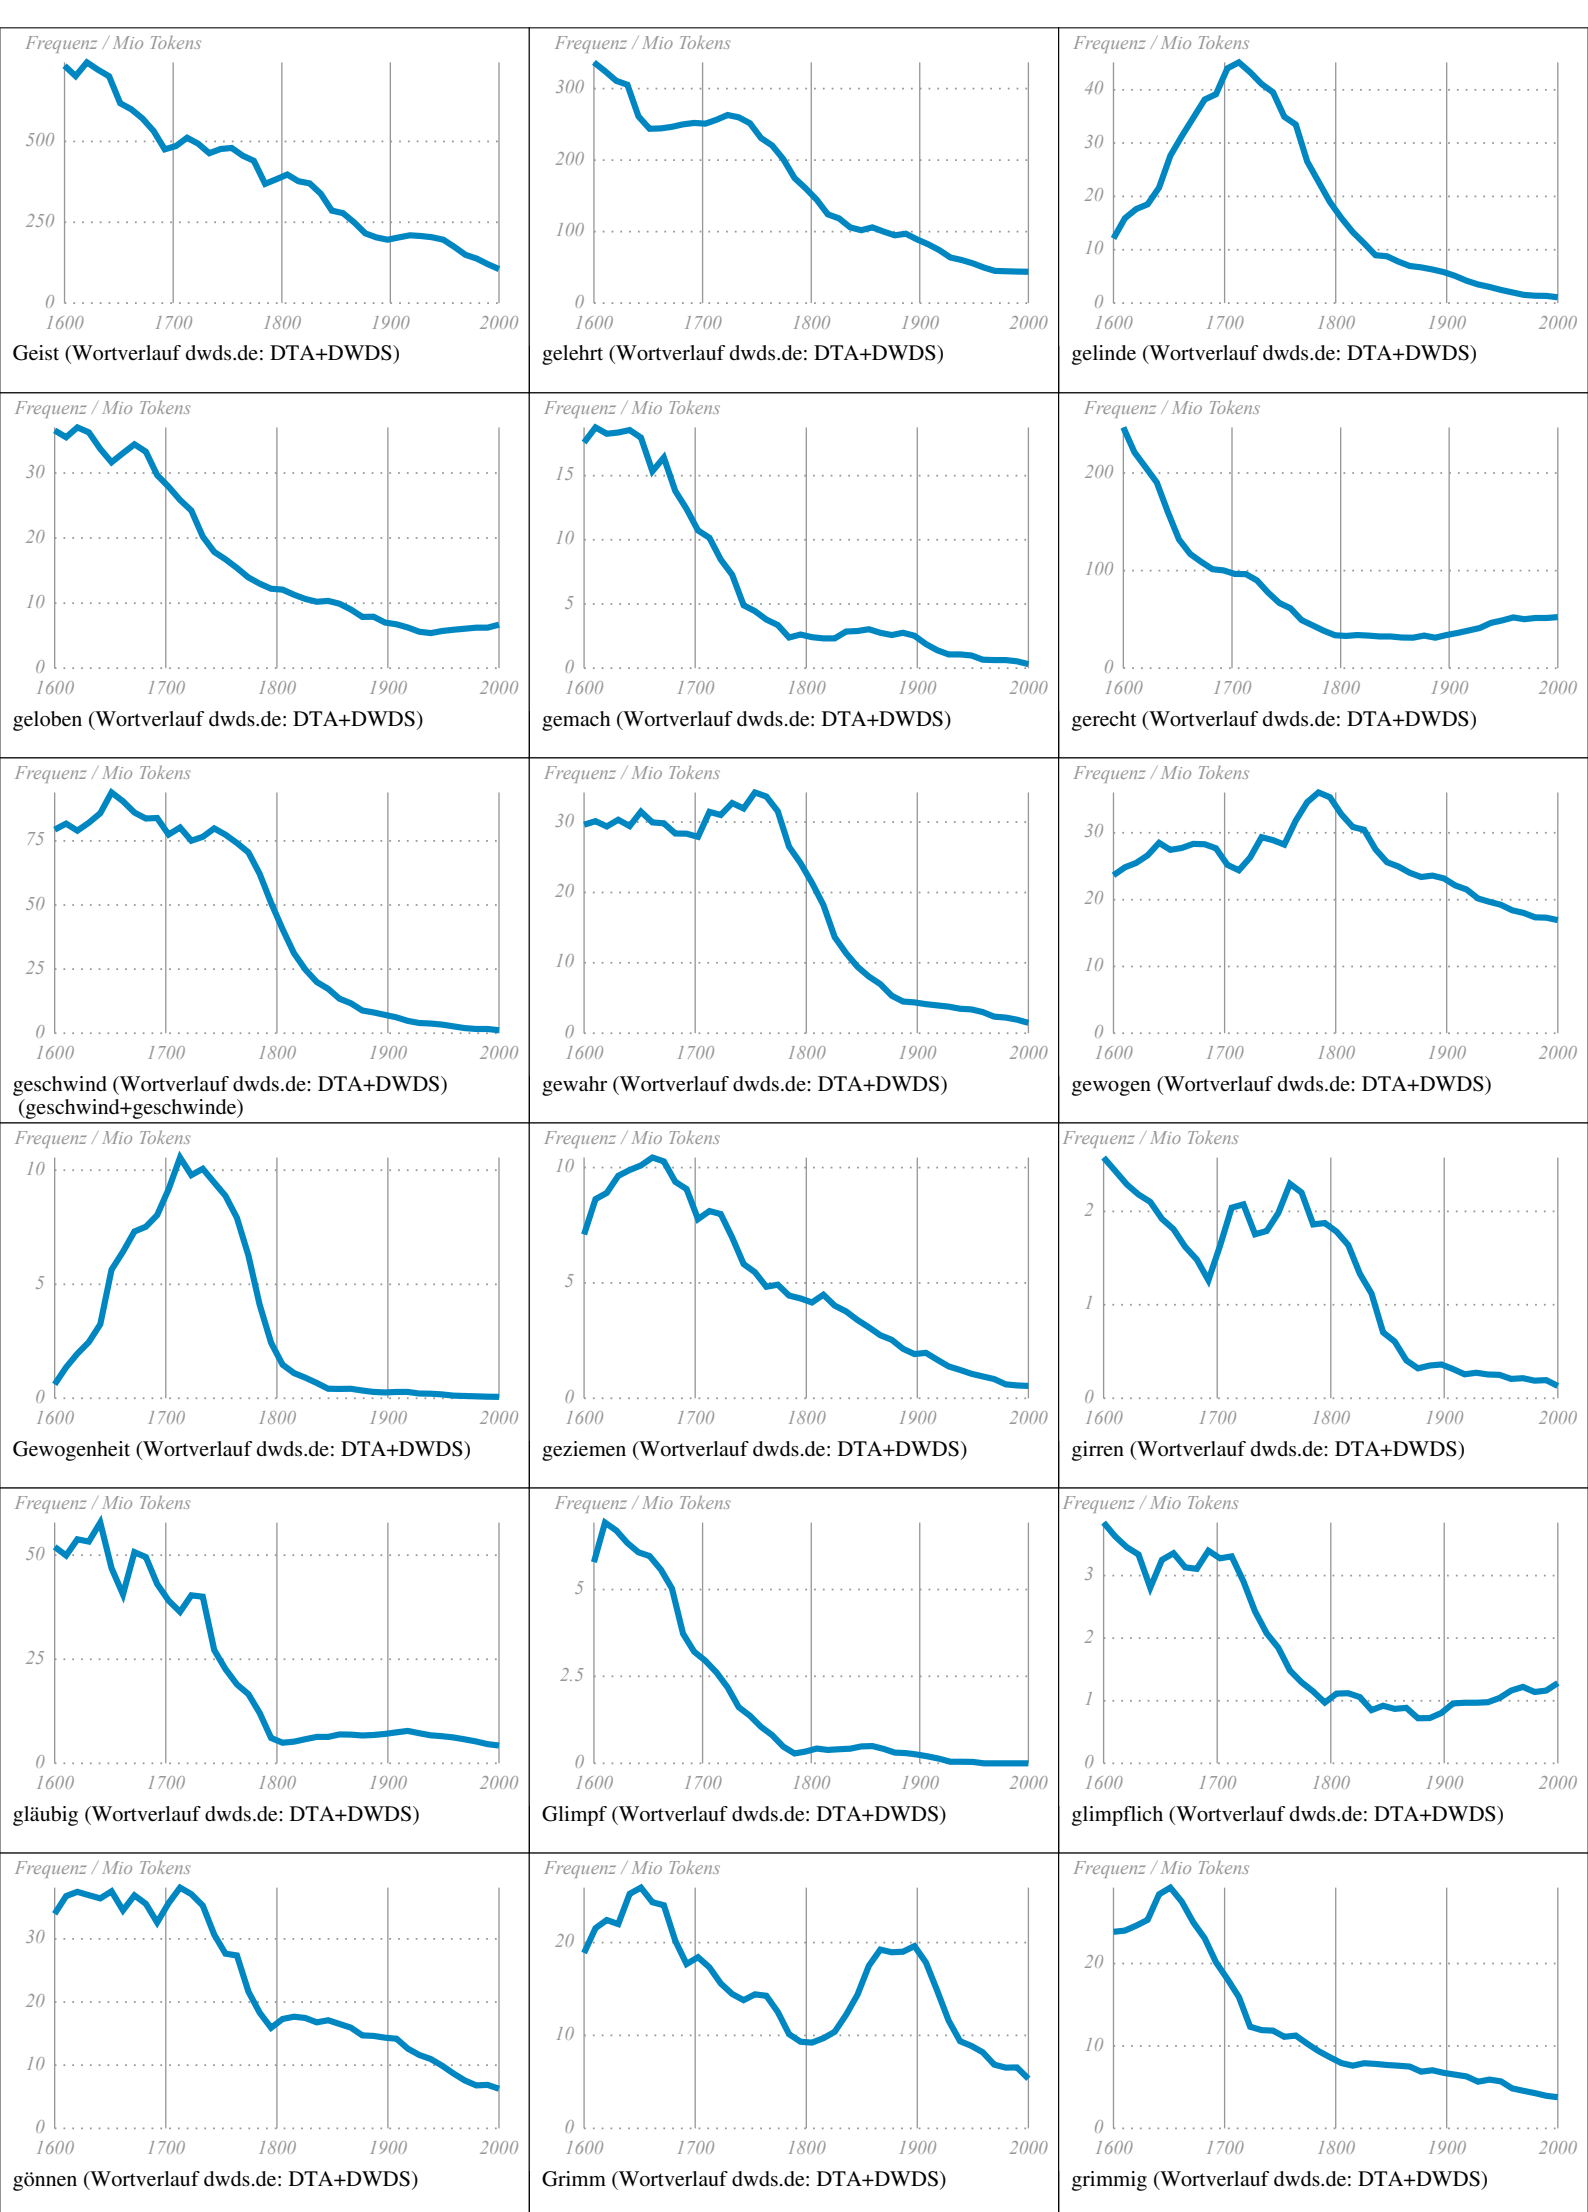 Frequenz / Mio Tokens
500
250
0
1600 1700 1800 1900 2000
Geist (Wortverlauf dwds.de: DTA+DWDS)
Frequenz / Mio Tokens
300
200
100
0
1600 1700 1800 1900 2000
gelehrt (Wortverlauf dwds.de: DTA+DWDS)
Frequenz / Mio Tokens
40
30
20
10
0
1600 1700 1800 1900 2000
gelinde (Wortverlauf dwds.de: DTA+DWDS)
Frequenz / Mio Tokens
30
20
10
0
1600 1700 1800 1900 2000
geloben (Wortverlauf dwds.de: DTA+DWDS)
Frequenz / Mio Tokens
15
10
5
0
1600 1700 1800 1900 2000
gemach (Wortverlauf dwds.de: DTA+DWDS)
Frequenz / Mio Tokens
200
100
0
1600 1700 1800 1900 2000
gerecht (Wortverlauf dwds.de: DTA+DWDS)
Frequenz / Mio Tokens
75
50
25
0
1600 1700 1800 1900 2000
geschwind (Wortverlauf dwds.de: DTA+DWDS)
(geschwind+geschwinde)
Frequenz / Mio Tokens
30
20
10
0
1600 1700 1800 1900 2000
gewahr (Wortverlauf dwds.de: DTA+DWDS)
Frequenz / Mio Tokens
30
20
10
0
1600 1700 1800 1900 2000
gewogen (Wortverlauf dwds.de: DTA+DWDS)
Frequenz / Mio Tokens
10
5
0
1600 1700 1800 1900 2000
Gewogenheit (Wortverlauf dwds.de: DTA+DWDS)
Frequenz / Mio Tokens
10
5
0
1600 1700 1800 1900 2000
geziemen (Wortverlauf dwds.de: DTA+DWDS)
Frequenz / Mio Tokens
2
1
0
1600 1700 1800 1900 2000
girren (Wortverlauf dwds.de: DTA+DWDS)
Frequenz / Mio Tokens
50
25
0
1600 1700 1800 1900 2000
gläubig (Wortverlauf dwds.de: DTA+DWDS)
Frequenz / Mio Tokens
5
2.5
0
1600 1700 1800 1900 2000
Glimpf (Wortverlauf dwds.de: DTA+DWDS)
Frequenz / Mio Tokens
3
2
1
0
1600 1700 1800 1900 2000
glimpflich (Wortverlauf dwds.de: DTA+DWDS)
Frequenz / Mio Tokens
30
20
10
0
1600 1700 1800 1900 2000
gönnen (Wortverlauf dwds.de: DTA+DWDS)
Frequenz / Mio Tokens
20
10
0
1600 1700 1800 1900 2000
Grimm (Wortverlauf dwds.de: DTA+DWDS)
Frequenz / Mio Tokens
20
10
0
1600 1700 1800 1900 2000
grimmig (Wortverlauf dwds.de: DTA+DWDS)